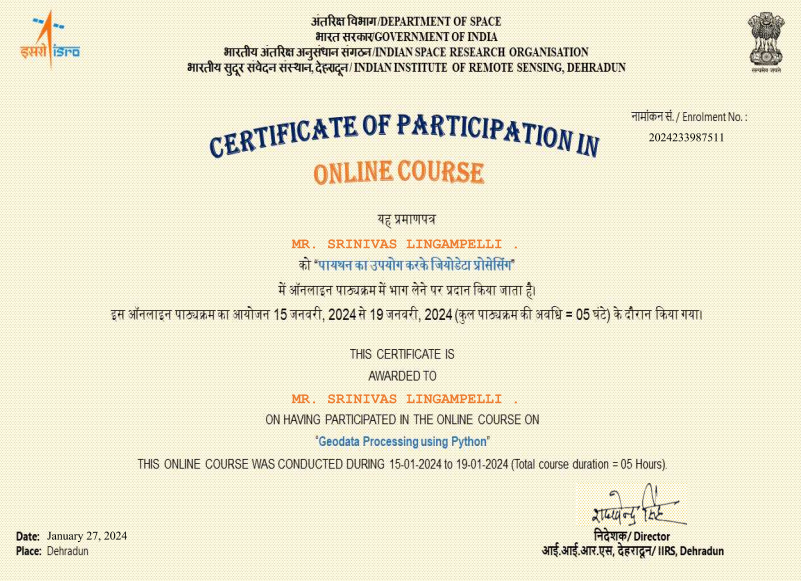 अंतरिक्ष विभाग/DEPARTMENT OF SPACE
भारत सरकार/GOVERNMENT OF INDIA
भारतीय अंतरिक्ष अनुसंधान संगठन/INDIAN SPACE RESEARCH ORGANISATION
भारतीय सुदूर संवेदन संस्थान, देहरादून/ INDIAN INSTITUTE OF REMOTE SENSING, DEHRADUN
इसरो isro
सत्यमेव जयते
नामांकन सं. / Enrolment No. :
2024233987511
CERTIFICATE OF PARTICIPATION IN
ONLINE COURSE
यह प्रमाणपत्र
MR. SRINIVAS LINGAMPELLI .
को “पायथन का उपयोग करके जियोडेटा प्रोसेसिंग”
में ऑनलाइन पाठ्यक्रम में भाग लेने पर प्रदान किया जाता है।
इस ऑनलाइन पाठ्यक्रम का आयोजन 15 जनवरी, 2024 से 19 जनवरी, 2024 (कुल पाठ्यक्रम की अवधि = 05 घंटे) के दौरान किया गया।
THIS CERTIFICATE IS
AWARDED TO
MR. SRINIVAS LINGAMPELLI .
ON HAVING PARTICIPATED IN THE ONLINE COURSE ON
“Geodata Processing using Python”
THIS ONLINE COURSE WAS CONDUCTED DURING 15-01-2024 to 19-01-2024 (Total course duration = 05 Hours).
Date: January 27, 2024
Place: Dehradun
निदेशक/ Director
आई.आई.आर.एस, देहरादून/ IIRS, Dehradun